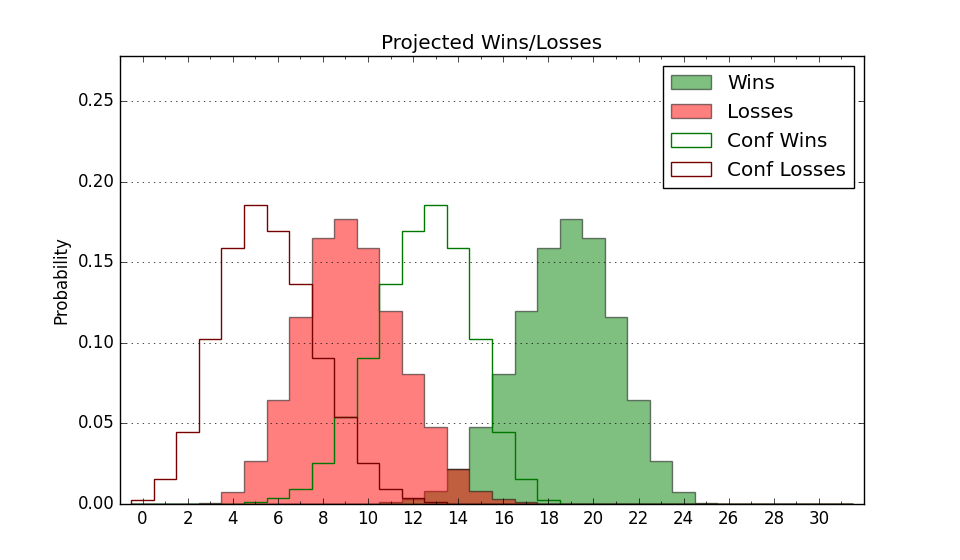 Projected Wins/Losses
Wins
Losses
Conf Wins
Conf Losses
Probability
0.25
0.20
0.15
0.10
0.05
0.00
0 2 4 6 8 10 12 14 16 18 20 22 24 26 28 30